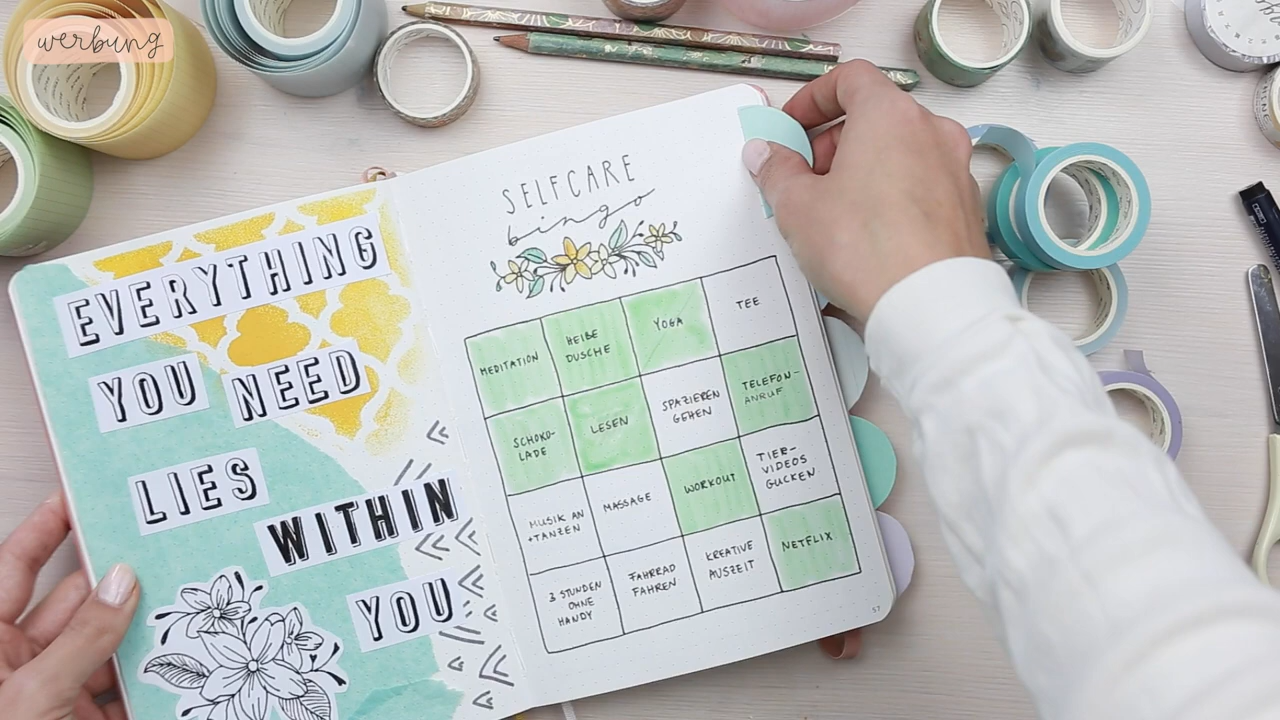 werbung
EVERYTHING
YOU NEED
LIES
WITHIN
YOU
SELFCARE
bingo
MEDITATION
HEIßE
DUSCHE
YOGA
TEE
SCHOKO-
LADE
LESEN
SPAZIEREN
GEHEN
TELEFON-
ANRUF
MUSIK AN
+TANZEN
MASSAGE
WORKOUT
TIER-
VIDEOS
GUCKEN
3 STUNDEN
OHNE
HANDY
FAHRRAD
FAHREN
KREATIVE
AUSZEIT
NETFLIX
57